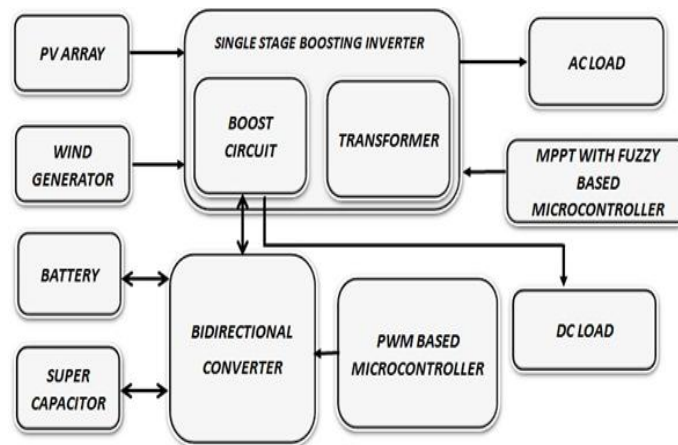 PV ARRAY
SINGLE STAGE BOOSTING INVERTER
AC LOAD
BOOST
CIRCUIT
TRANSFORMER
WIND
GENERATOR
MPPT WITH FUZZY
BASED
MICROCONTROLLER
BATTERY
BIDIRECTIONAL
CONVERTER
PWM BASED
MICROCONTROLLER
DC LOAD
SUPER
CAPACITOR